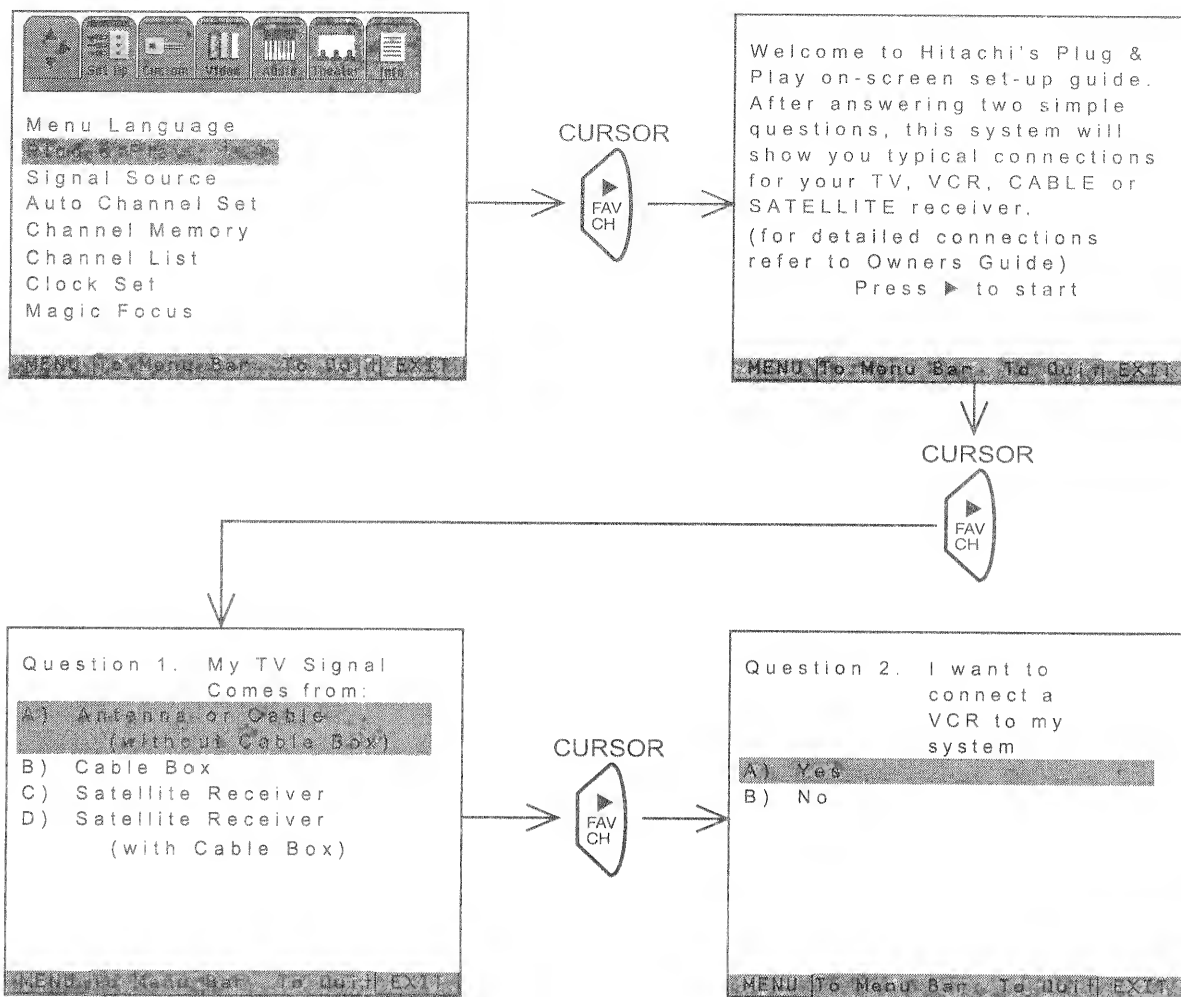 Set Up Custom Video Audio Theater Info
Menu Language
Plug & Play
Signal Source
Auto Channel Set
Channel Memory
Channel List
Clock Set
Magic Focus
MENU To Menu Bar To Quit EXIT
CURSOR
FAV
CH
Welcome to Hitachi's Plug &
Play on-screen set-up guide.
After answering two simple
questions, this system will
show you typical connections
for your TV, VCR, CABLE or
SATELLITE receiver.
(for detailed connections
refer to Owners Guide)
Press ▶ to start
MENU To Menu Bar To Quit EXIT
CURSOR
FAV
CH
Question 1. My TV Signal
Comes from:
A) Antenna or Cable
(without Cable Box)
B) Cable Box
C) Satellite Receiver
D) Satellite Receiver
(with Cable Box)
MENU To Menu Bar To Quit EXIT
CURSOR
FAV
CH
Question 2. I want to
connect a
VCR to my
system
A) Yes
B) No
MENU To Menu Bar To Quit EXIT